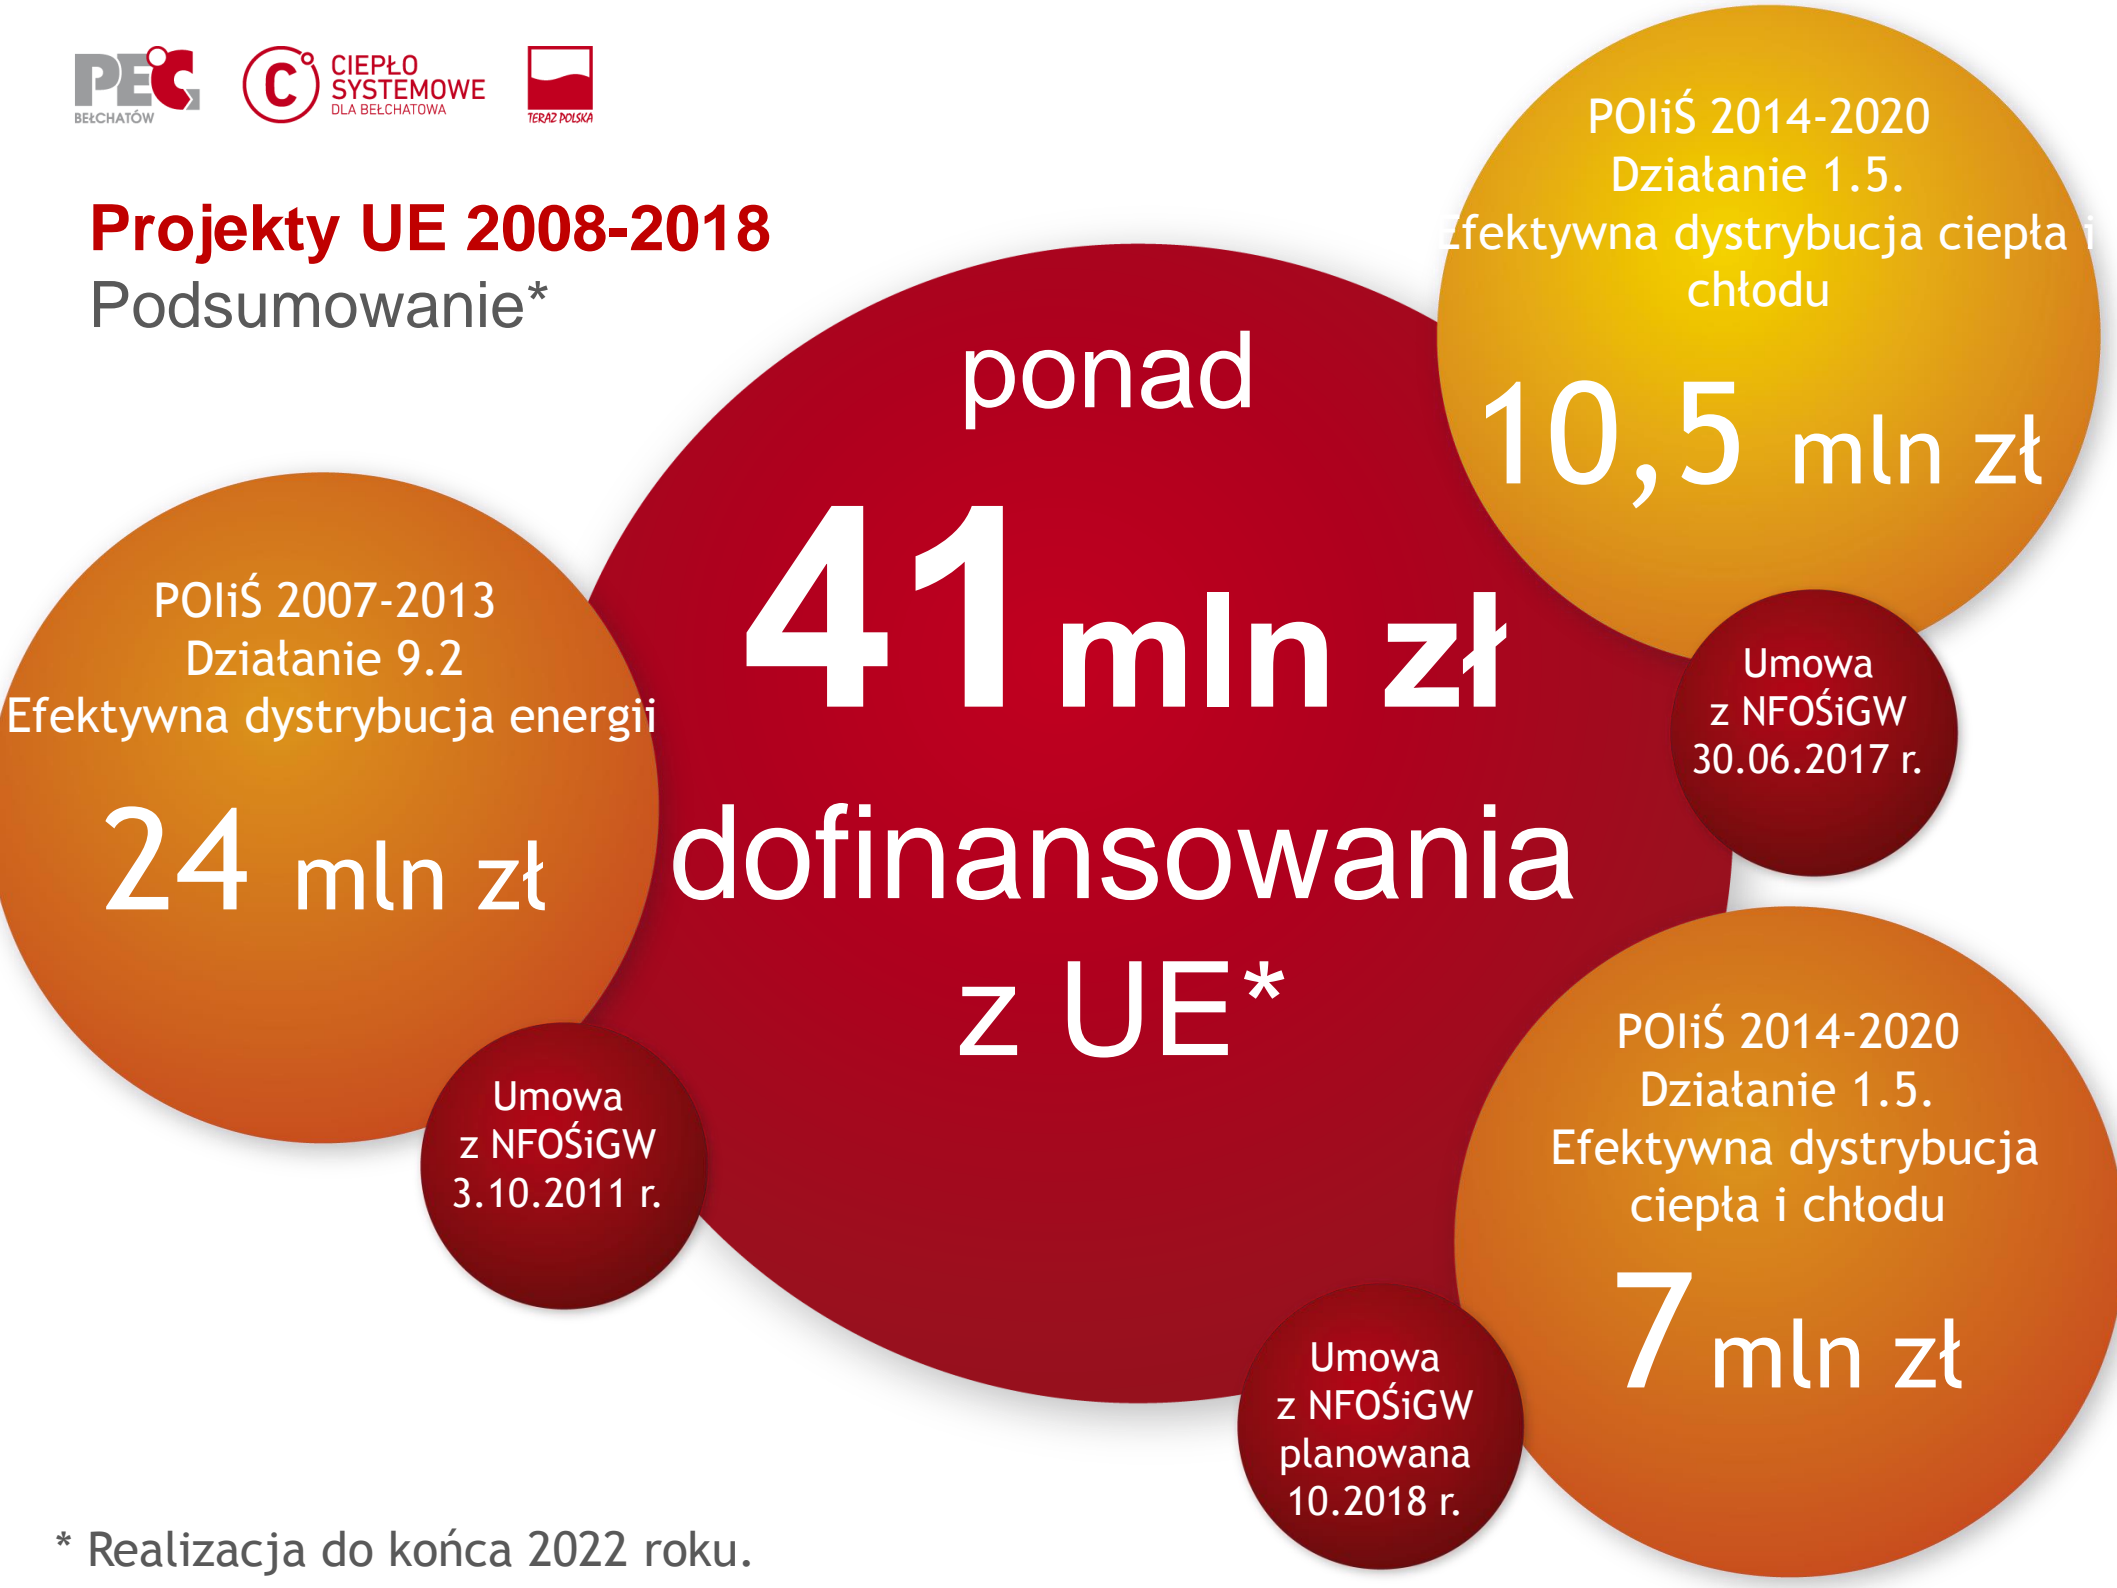 PEC
BEŁCHATÓW
C
CIEPŁO
SYSTEMOWE
DLA BEŁCHATOWA
TERAZ POLSKA
Projekty UE 2008-2018
Podsumowanie*
ponad
41 mln zł
dofinansowania
z UE*
POIiŚ 2007-2013
Działanie 9.2
Efektywna dystrybucja energii
24 mln zł
Umowa
z NFOŚiGW
3.10.2011 r.
POIiŚ 2014-2020
Działanie 1.5.
Efektywna dystrybucja ciepła i
chłodu
10,5 mln zł
Umowa
z NFOŚiGW
30.06.2017 r.
POIiŚ 2014-2020
Działanie 1.5.
Efektywna dystrybucja
ciepła i chłodu
7 mln zł
Umowa
z NFOŚiGW
planowana
10.2018 r.
* Realizacja do końca 2022 roku.